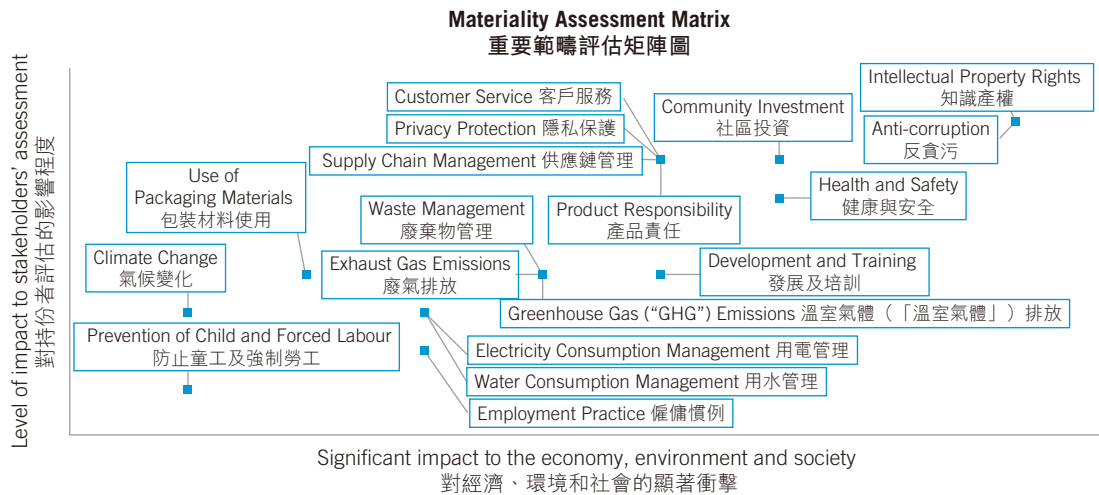 Materiality Assessment Matrix
重要範疇評估矩陣圖
Level of impact to stakeholders’ assessment
對持份者評估的影響程度
Customer Service 客戶服務
Privacy Protection 隱私保護
Supply Chain Management 供應鏈管理
Community Investment
社區投資
Intellectual Property Rights
知識產權
Anti-corruption
反貪污
Use of
Packaging Materials
包裝材料使用
Waste Management
廢棄物管理
Product Responsibility
產品責任
Health and Safety
健康與安全
Climate Change
氣候變化
Exhaust Gas Emissions
廢氣排放
Development and Training
發展及培訓
Greenhouse Gas (“GHG”) Emissions 溫室氣體（「溫室氣體」）排放
Prevention of Child and Forced Labour
防止童工及強制勞工
Electricity Consumption Management 用電管理
Water Consumption Management 用水管理
Employment Practice 僱傭慣例
Significant impact to the economy, environment and society
對經濟、環境和社會的顯著衝擊